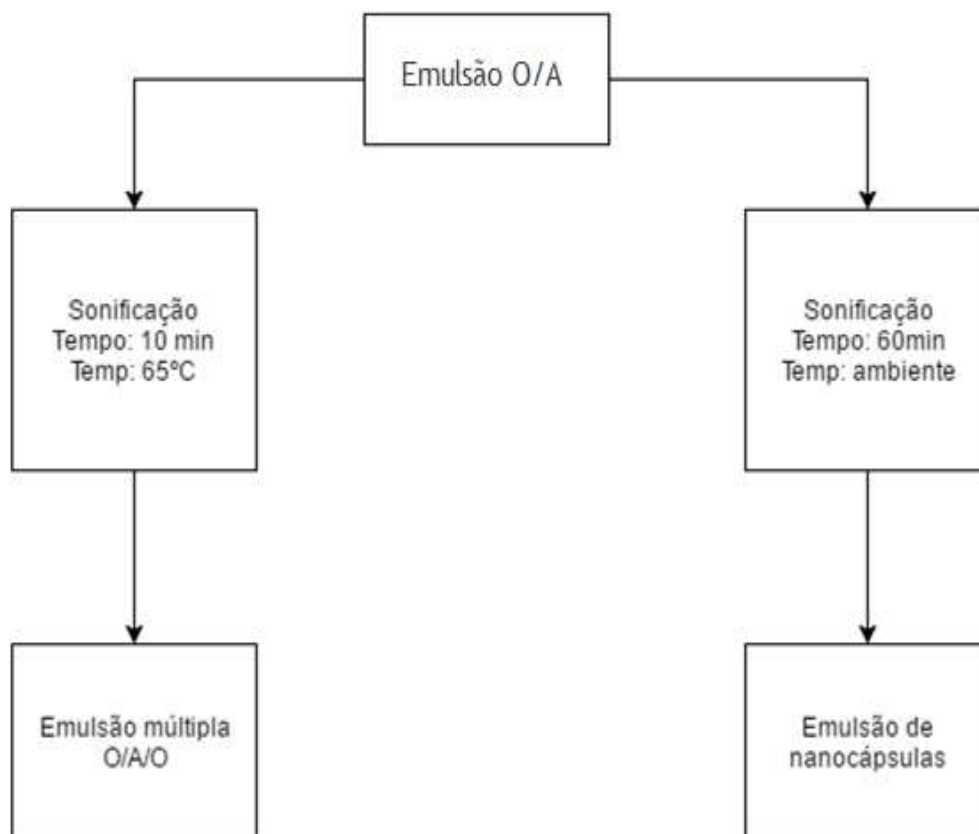 Emulsão O/A
Sonificação
Tempo: 10 min
Temp: 65ºC
Sonificação
Tempo: 60min
Temp: ambiente
Emulsão múltipla
O/A/O
Emulsão de
nanocápsulas